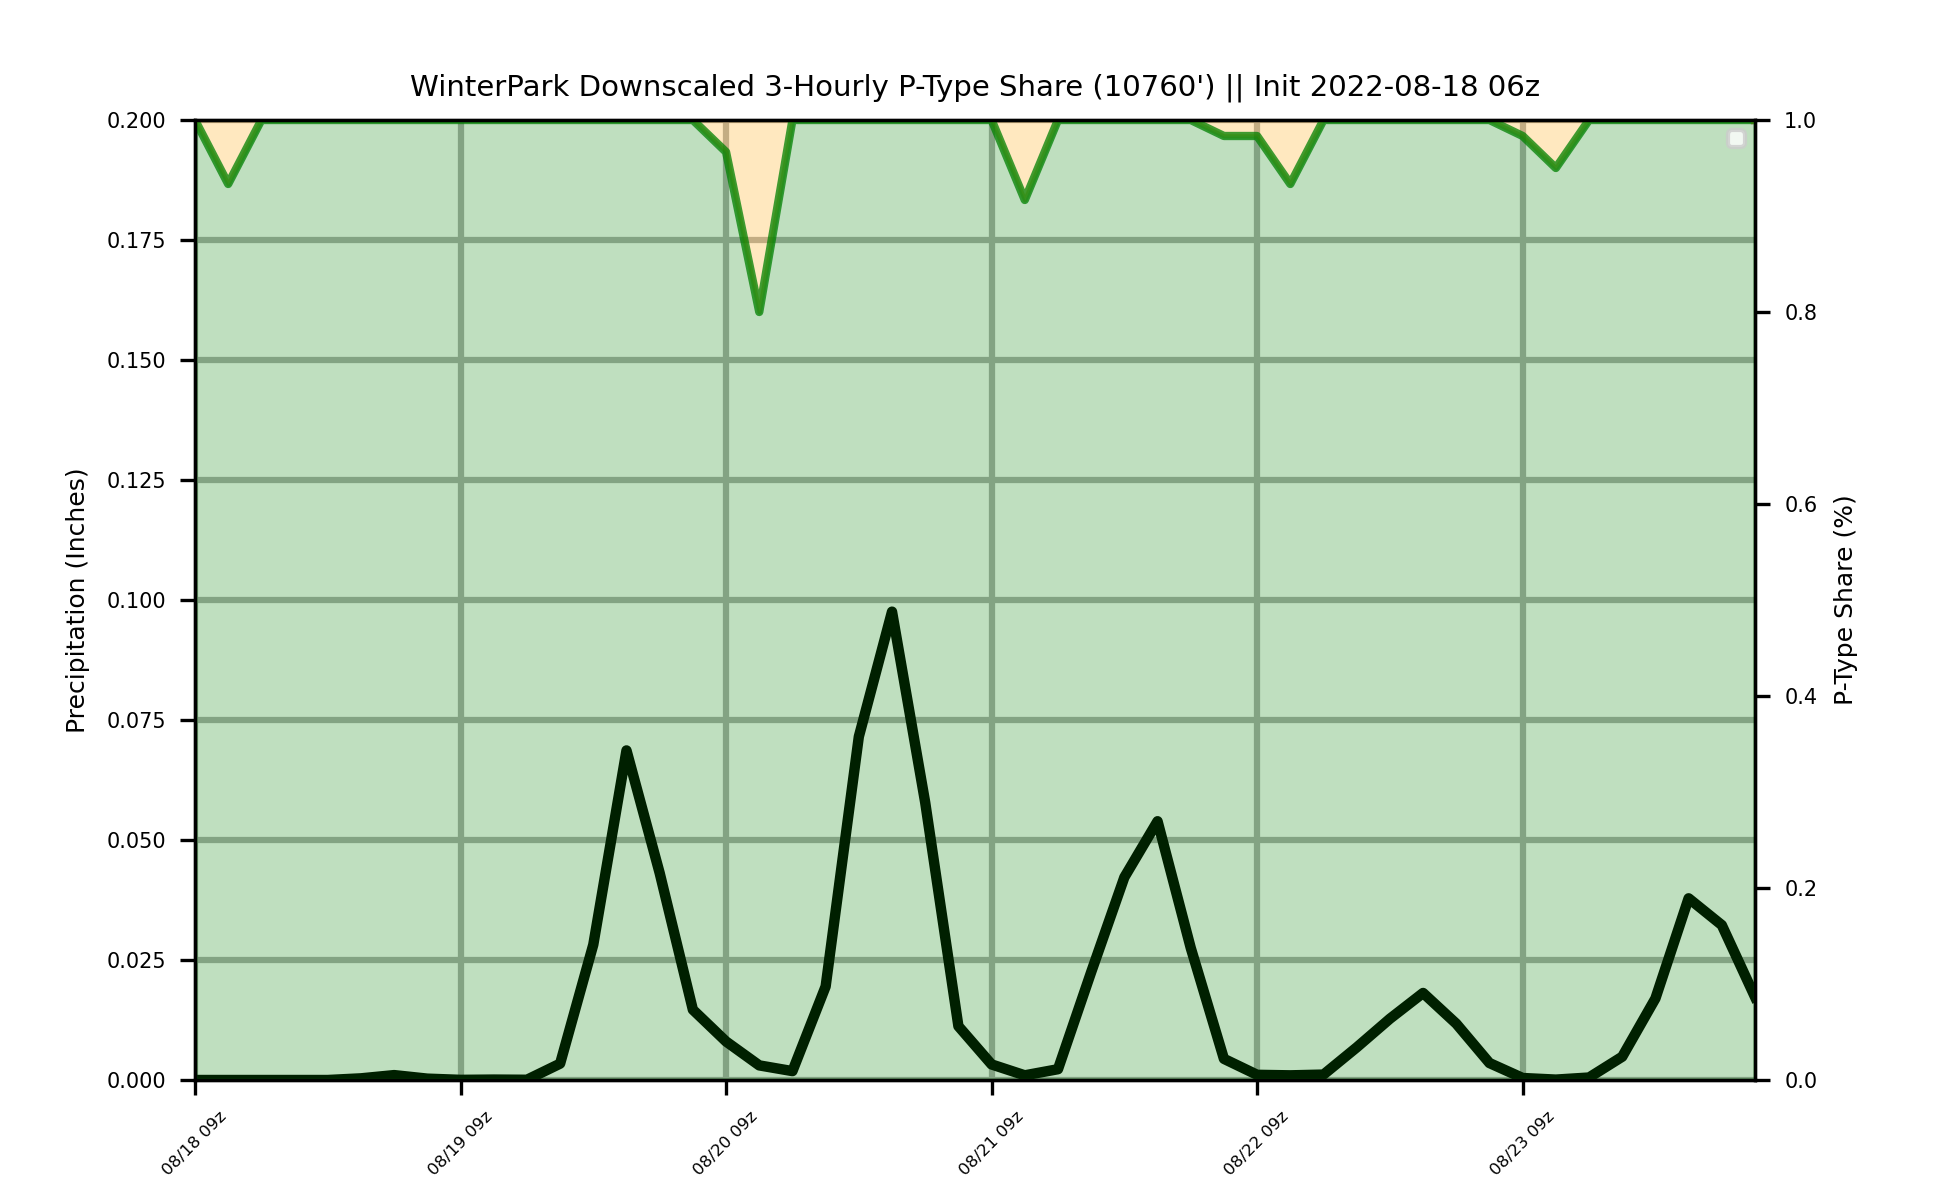 WinterPark Downscaled 3-Hourly P-Type Share (10760') || Init 2022-08-18 06z
0.200
0.175
0.150
0.125
0.100
0.075
0.050
0.025
0.000
Precipitation (Inches)
1.0
0.8
0.6
0.4
0.2
0.0
P-Type Share (%)
08/18 09z
08/19 09z
08/20 09z
08/21 09z
08/22 09z
08/23 09z